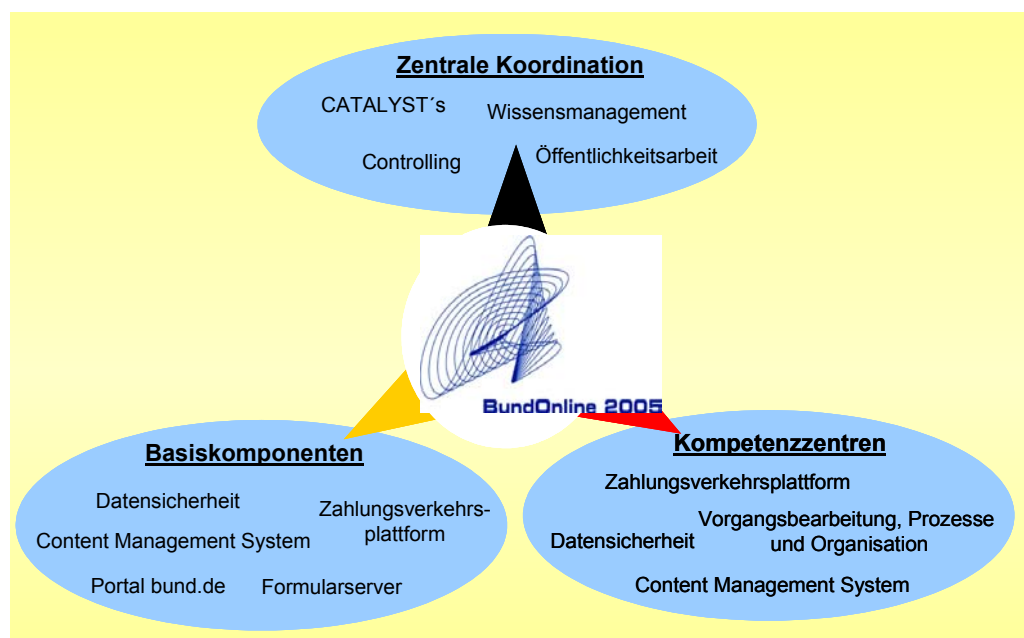 Zentrale Koordination
CATALYST´s
Wissensmanagement
Controlling
Öffentlichkeitsarbeit
BundOnline 2005
Basiskomponenten
Datensicherheit
Zahlungsverkehrs-
plattform
Content Management System
Portal bund.de
Formularserver
Kompetenzzentren
Zahlungsverkehrsplattform
Vorgangsbearbeitung, Prozesse
und Organisation
Datensicherheit
Content Management System